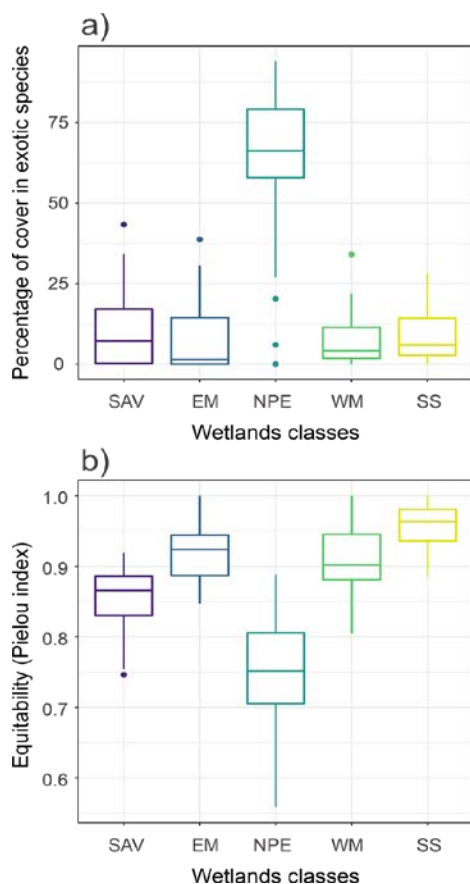 a)
Percentage of cover in exotic species
75
50
25
0
SAV EM NPE WM SS
Wetlands classes
b)
Equitability (Pielou index)
1.0
0.9
0.8
0.7
0.6
SAV EM NPE WM SS
Wetlands classes